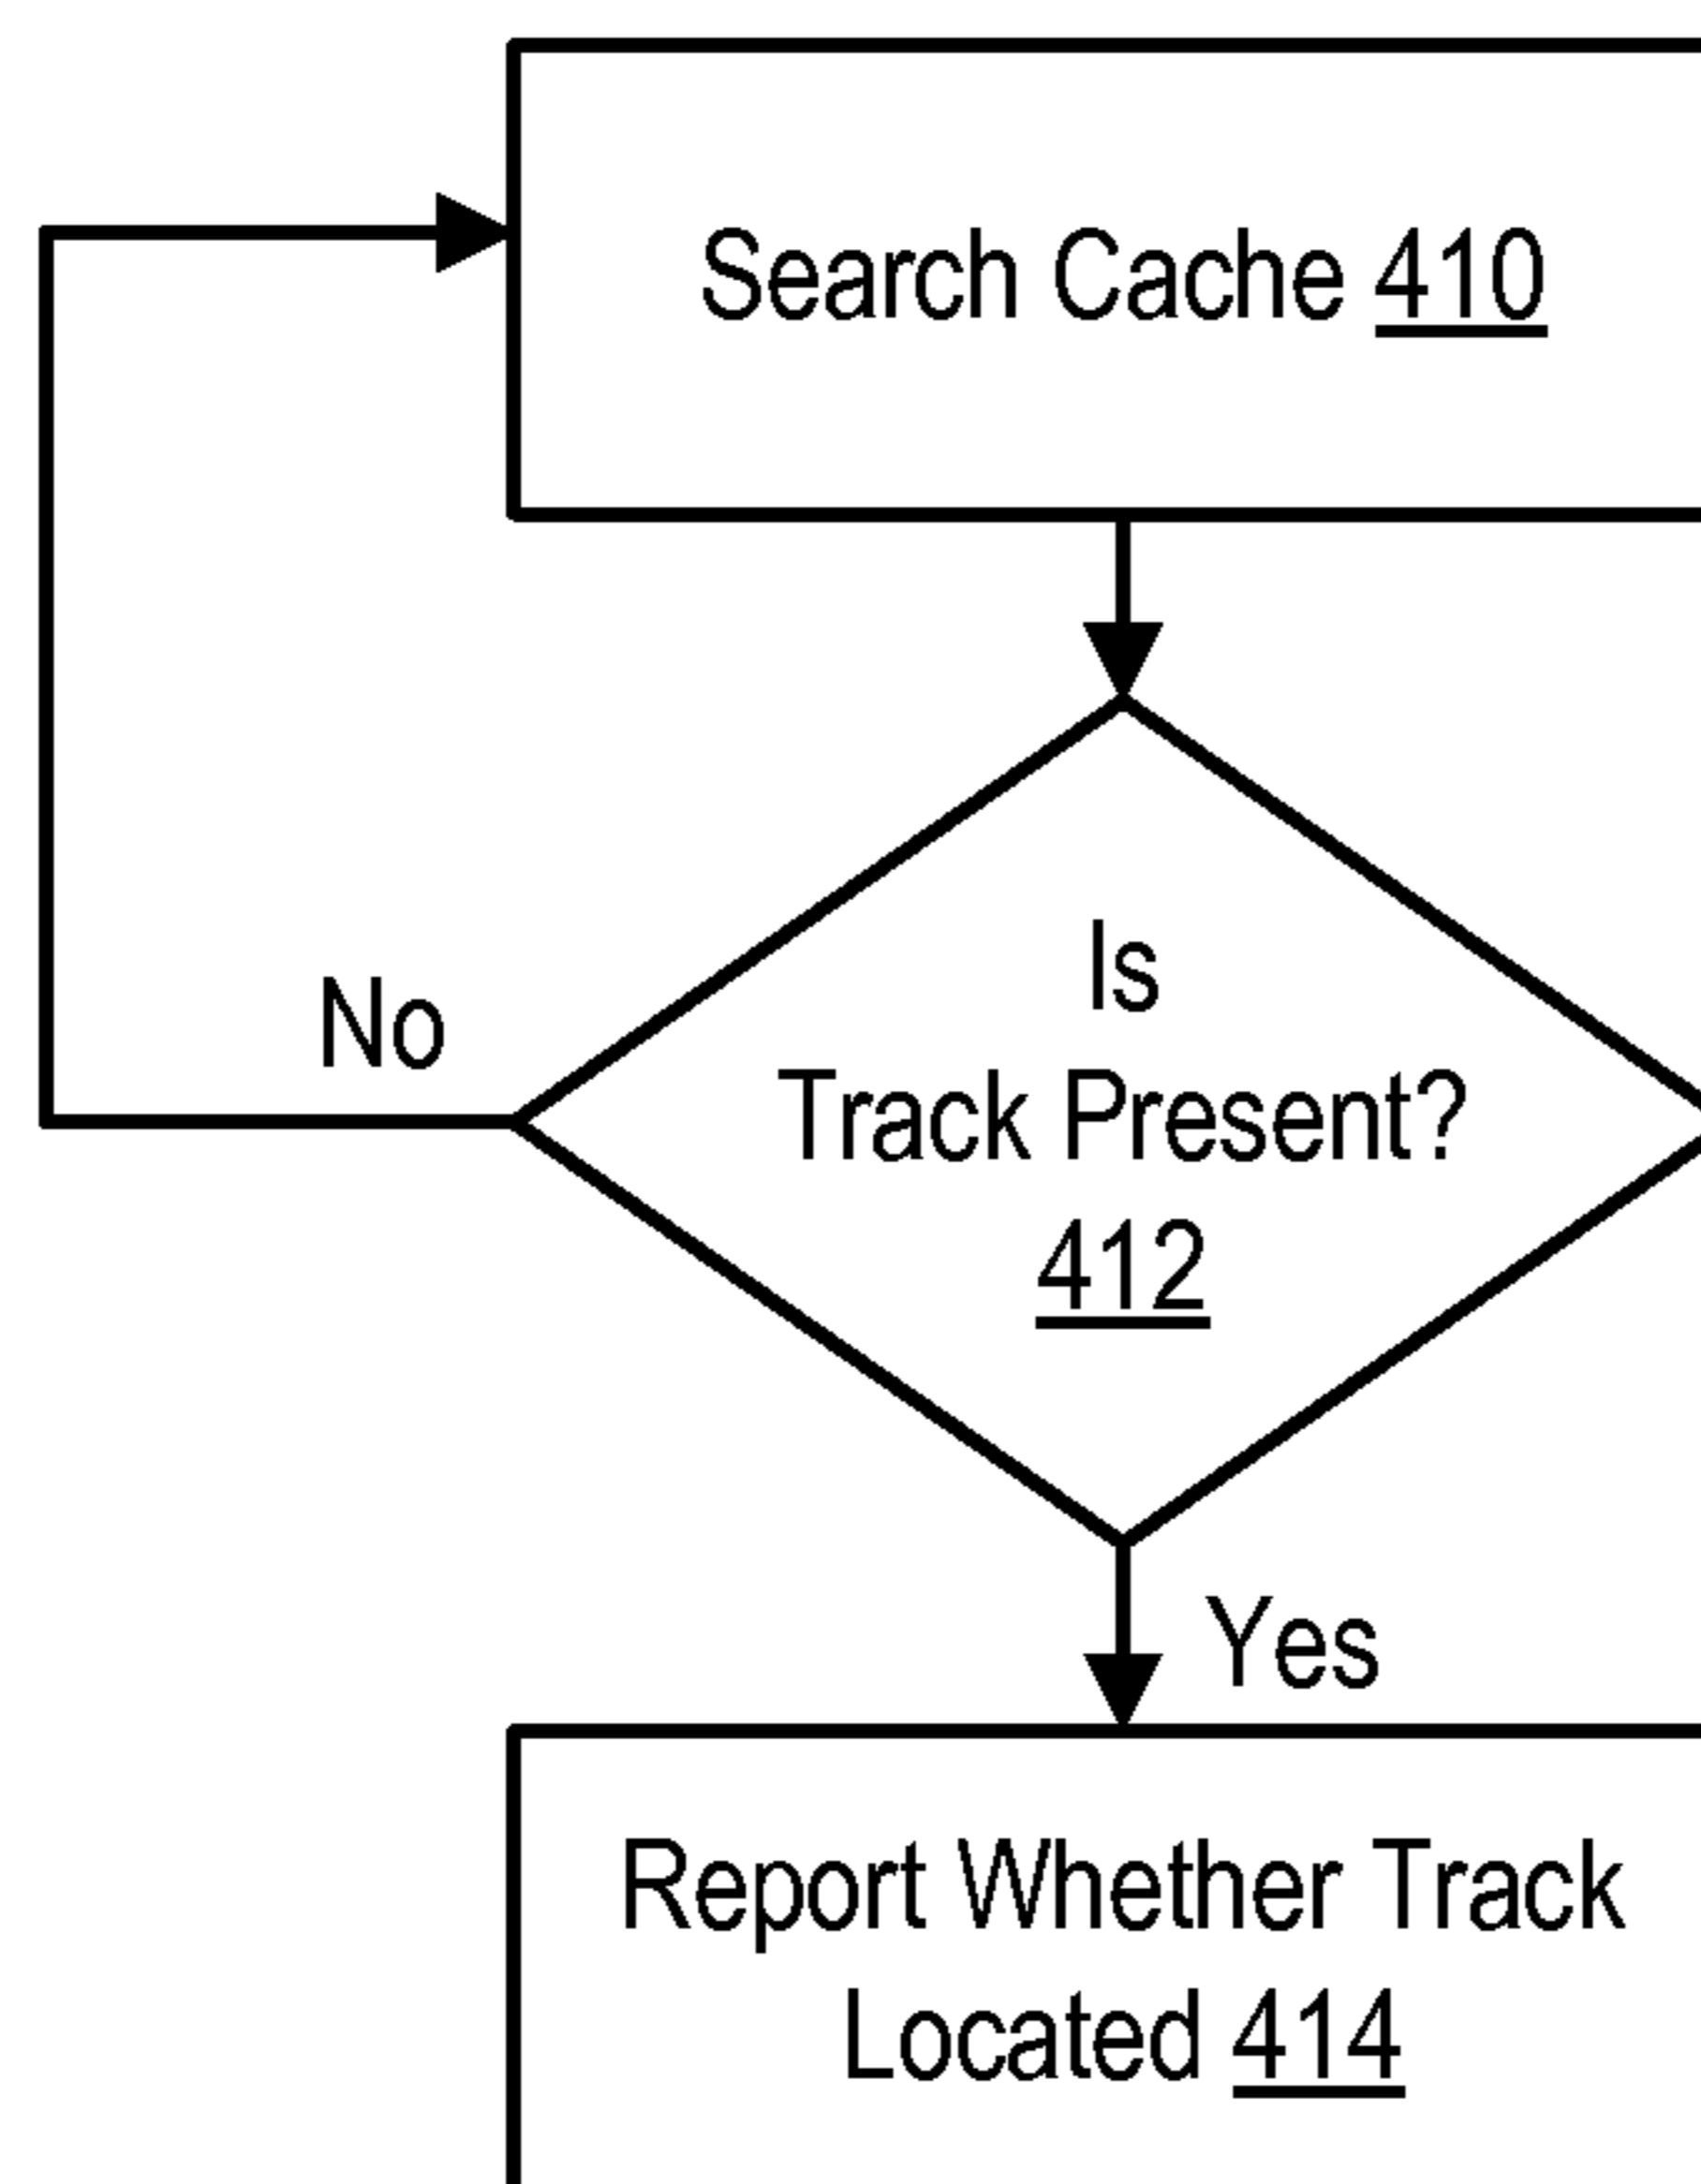 Search Cache 410
Is
No
Track Present?
412
Yes
Report Whether Track
Located 414